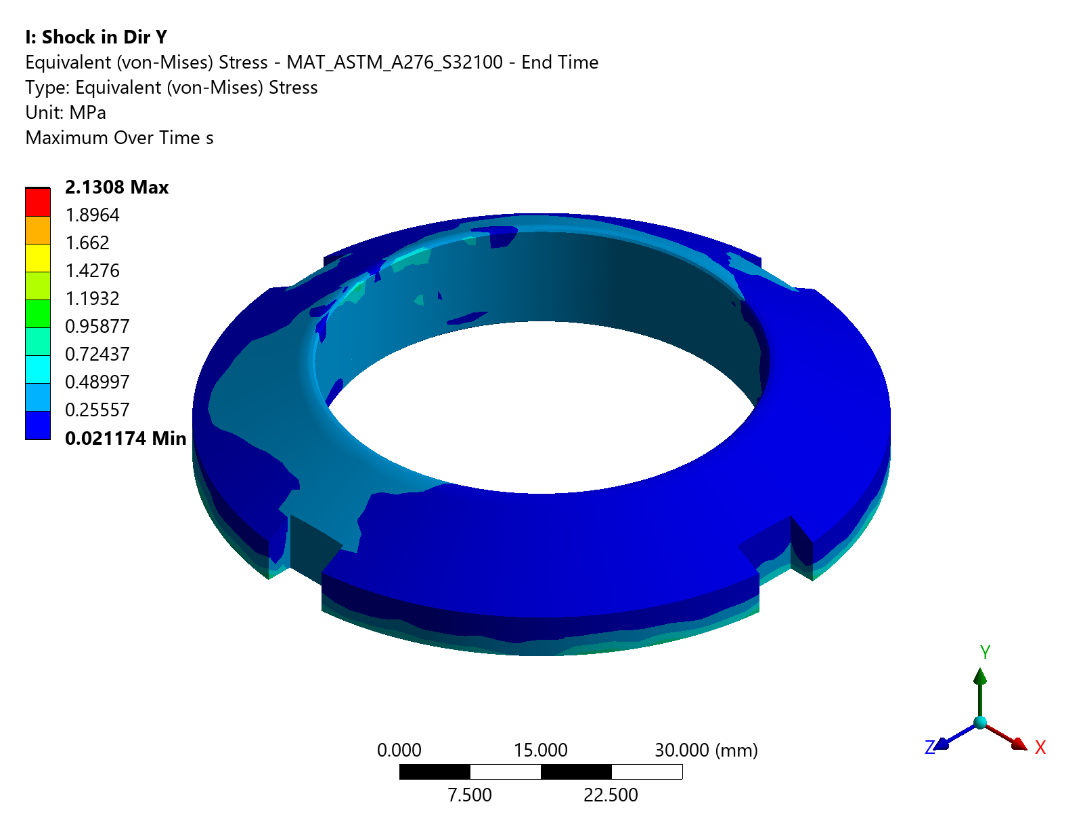 I: Shock in Dir Y
Equivalent (von-Mises) Stress - MAT_ASTM_A276_S32100 - End Time
Type: Equivalent (von-Mises) Stress
Unit: MPa
Maximum Over Time s
2.1308 Max
1.8964
1.662
1.4276
1.1932
0.95877
0.72437
0.48997
0.25557
0.021174 Min
Y
Z X
0.000 15.000 30.000 (mm)
7.500 22.500